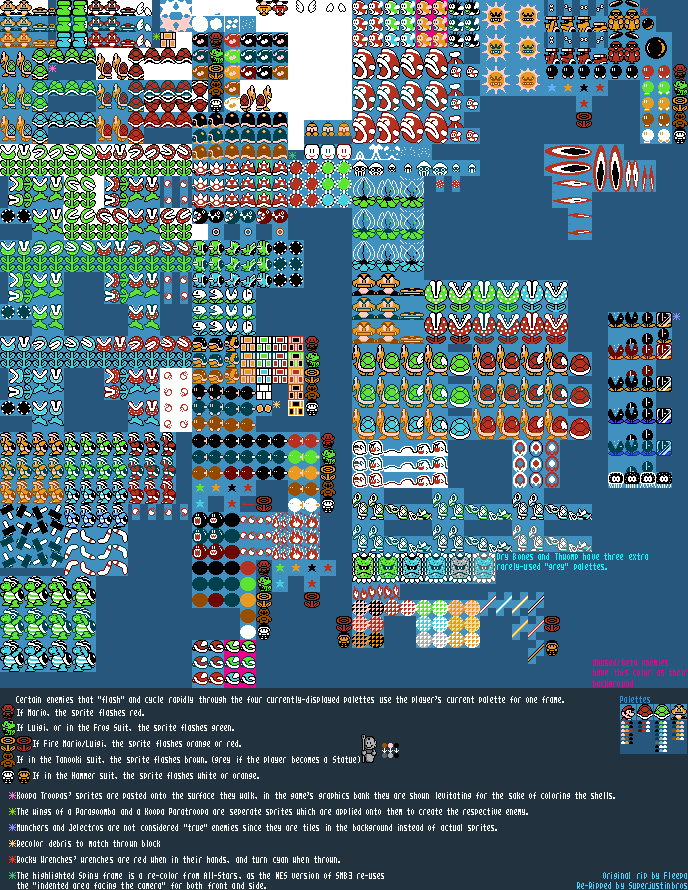 Dry Bones and Thwomp have three extra
rarely-used "grey" palettes.
Certain enemies that "flash" and cycle rapidly through the four currently-displayed palettes use the player's current palette for one frame.
If Mario, the sprite flashes red.
If Luigi, or in the Frog Suit, the sprite flashes green.
If Fire Mario/Luigi, the sprite flashes orange or red.
If in the Tanooki suit, the sprite flashes brown, (grey if the player becomes a Statue)
If in the Hammer suit, the sprite flashes white or orange.
Palettes
*Koopa Troopas' sprites are pasted onto the surface they walk, in the game's graphics bank they are shown levitating for the sake of coloring the shells.
*The wings of a Paragoomba and a Koopa Paratroopa are seperate sprites which are applied onto them to create the respective enemy.
*Munchers and Jelectros are not considered "true" enemies since they are tiles in the background instead of actual sprites.
*Recolor debris to match thrown block
*Rocky Wrenches' wrenches are red when in their hands, and turn cyan when thrown.
*The highlighted Spiny frame is a re-color from All-Stars, as the NES version of SMB3 re-uses
the "indented area facing the camera" for both front and side.
Original rip by Fleepa
Re-Ripped by Superjustinbros